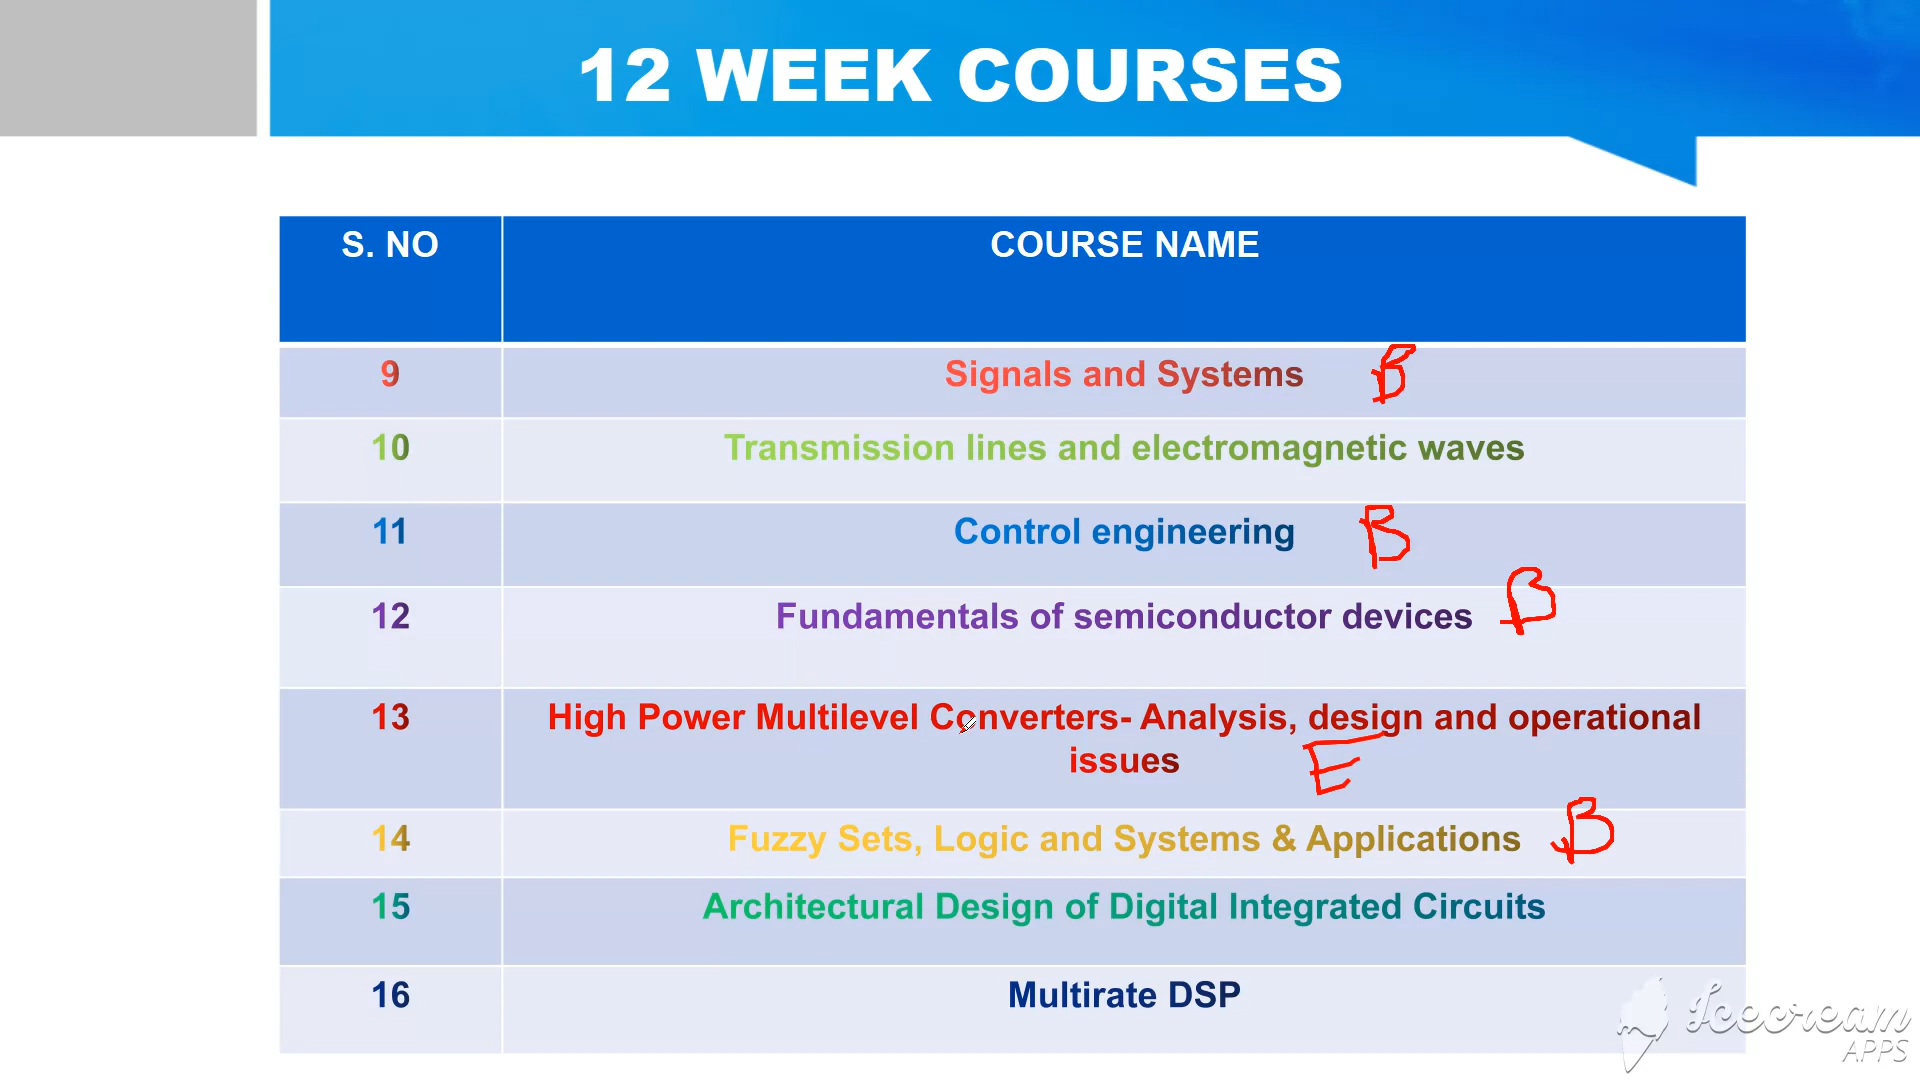 12 WEEK COURSES
S. NO COURSE NAME
9 Signals and Systems B
10 Transmission lines and electromagnetic waves
11 Control engineering B
12 Fundamentals of semiconductor devices B
13 High Power Multilevel Converters- Analysis, design and operational
issues E
14 Fuzzy Sets, Logic and Systems & Applications B
15 Architectural Design of Digital Integrated Circuits
16 Multirate DSP
Icecream
APPS